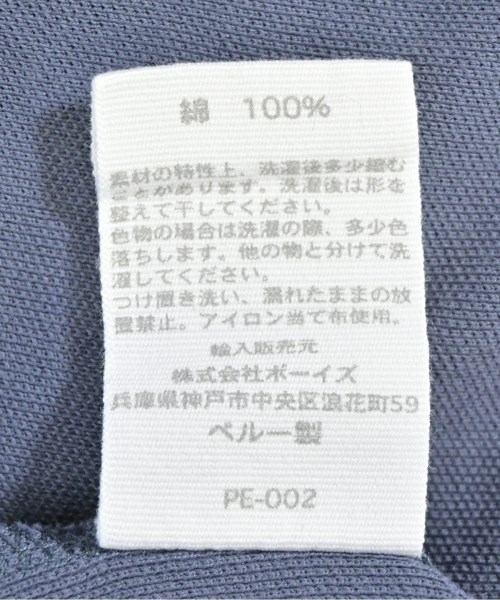 綿 100%
素材の特性上、洗濯後多少縮む
ことがあります。洗濯後は形を
整えて干してください。
色物の場合は洗濯の際、多少色
落ちします。他の物と分けて洗
濯してください。
つけ置き洗い、濡れたままの放
置禁止。アイロン当て布使用。
輸入販売元
株式会社ボーイズ
兵庫県神戸市中央区浪花町59
ペルー製
PE-002